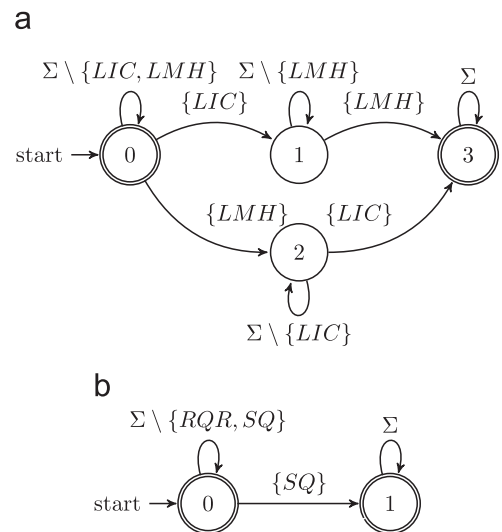 a
Σ \ {LIC, LMH}
Σ \ {LMH}
Σ
{LIC}
{LMH}
start
0
1
3
{LMH}
{LIC}
2
Σ \ {LIC}
b
Σ \ {RQR, SQ}
Σ
{SQ}
start
0
1